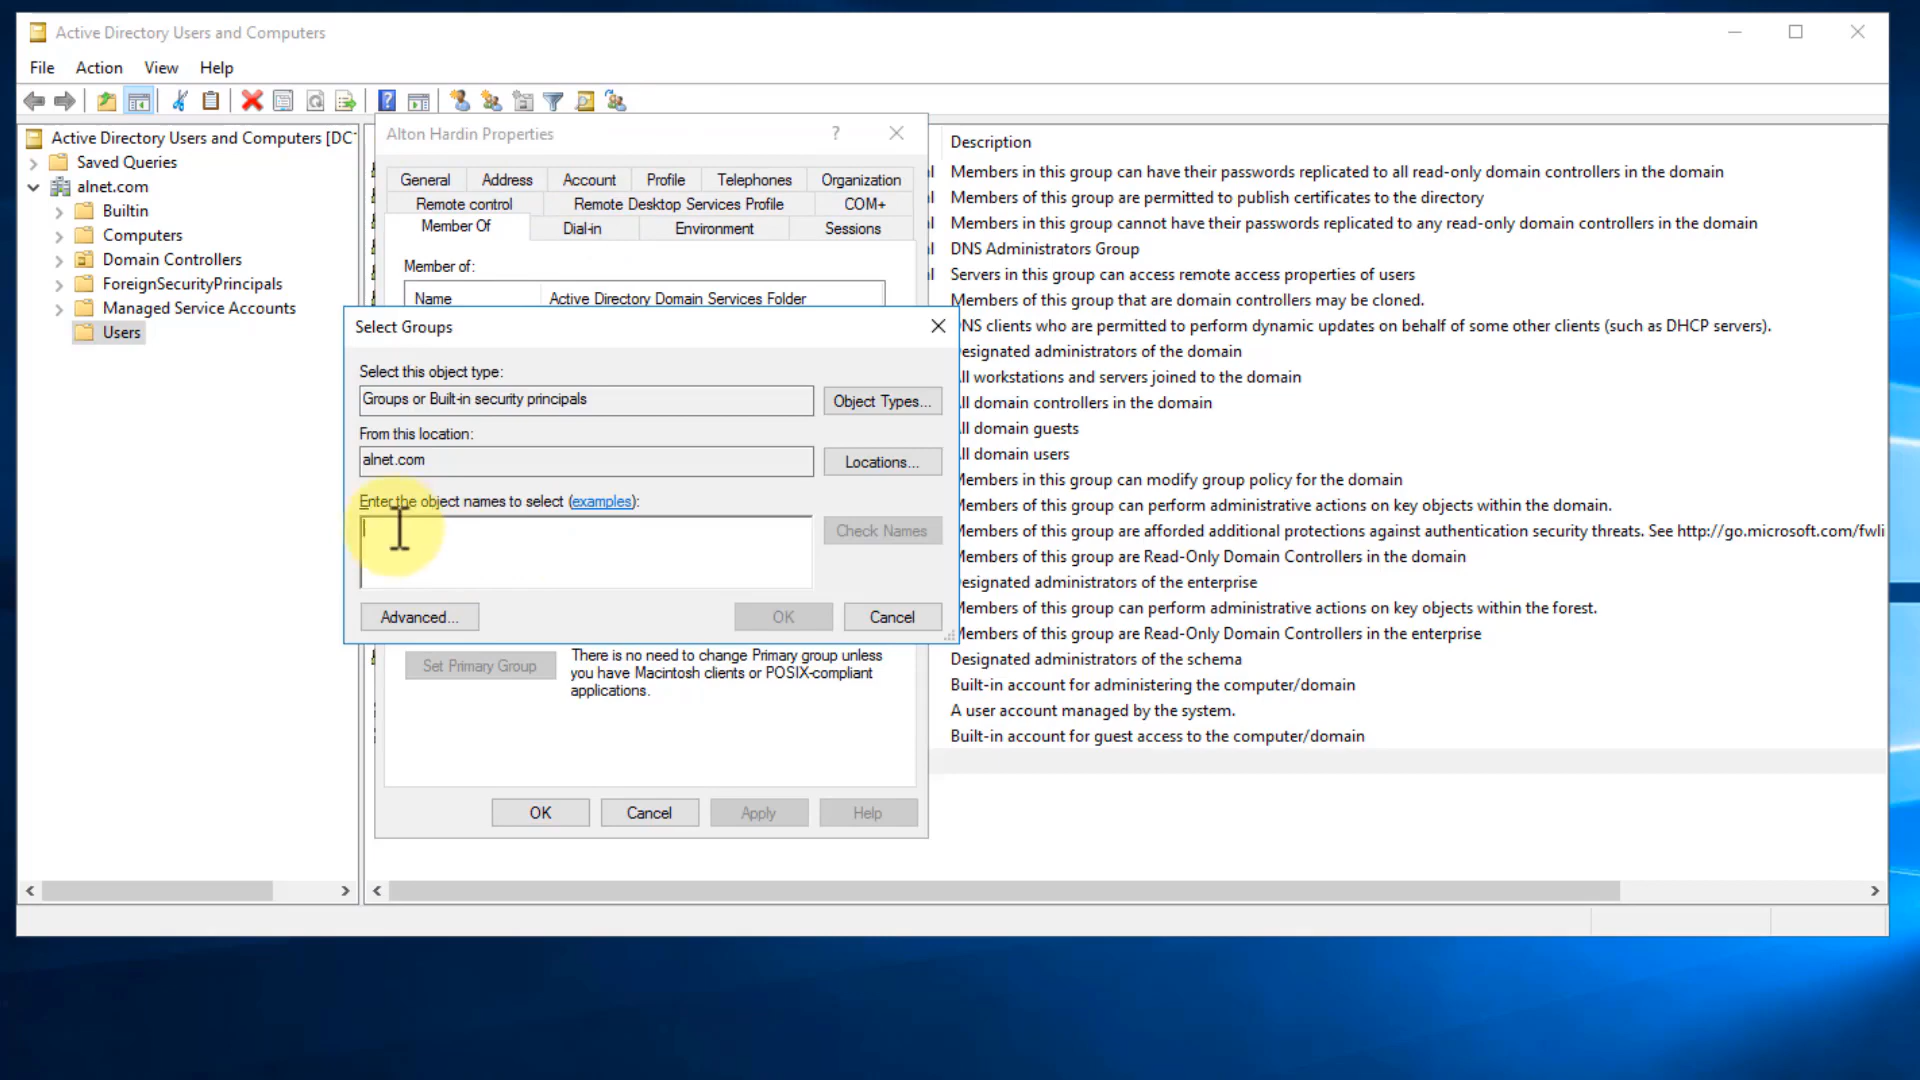 Active Directory Users and Computers
File Action View Help
Active Directory Users and Computers [DC
Saved Queries
alnet.com
Builtin
Computers
Domain Controllers
ForeignSecurityPrincipals
Managed Service Accounts
Users
Alton Hardin Properties ?
General Address Account Profile Telephones Organization
Remote control Remote Desktop Services Profile COM+
Member Of Dial-in Environment Sessions
Member of:
Name Active Directory Domain Services Folder
Select Groups
Select this object type:
Groups or Built-in security principals
Object Types...
From this location:
alnet.com
Locations...
Enter the object names to select (examples):
Check Names
Advanced... OK Cancel
Set Primary Group
There is no need to change Primary group unless
you have Macintosh clients or POSIX-compliant
applications.
OK Cancel Apply Help
Description
Members in this group can have their passwords replicated to all read-only domain controllers in the domain
Members of this group are permitted to publish certificates to the directory
Members in this group cannot have their passwords replicated to any read-only domain controllers in the domain
DNS Administrators Group
Servers in this group can access remote access properties of users
Members of this group that are domain controllers may be cloned.
NS clients who are permitted to perform dynamic updates on behalf of some other clients (such as DHCP servers).
esignated administrators of the domain
ll workstations and servers joined to the domain
ll domain controllers in the domain
ll domain guests
ll domain users
Members in this group can modify group policy for the domain
Members of this group can perform administrative actions on key objects within the domain.
Members of this group are afforded additional protections against authentication security threats. See http://go.microsoft.com/fwli
Members of this group are Read-Only Domain Controllers in the domain
esignated administrators of the enterprise
Members of this group can perform administrative actions on key objects within the forest.
Members of this group are Read-Only Domain Controllers in the enterprise
Designated administrators of the schema
Built-in account for administering the computer/domain
A user account managed by the system.
Built-in account for guest access to the computer/domain